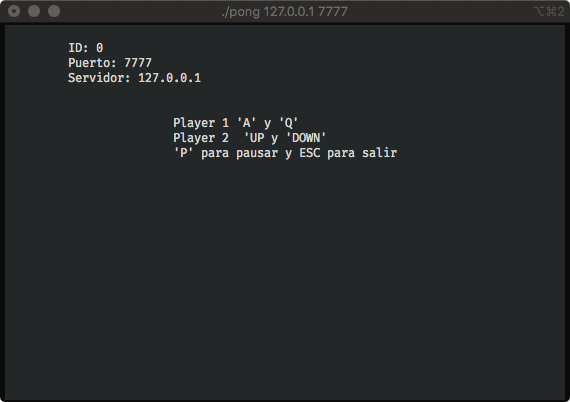 ./pong 127.0.0.1 7777
⌥⌘2
ID: 0
Puerto: 7777
Servidor: 127.0.0.1
Player 1 'A' y 'Q'
Player 2  'UP y 'DOWN'
'P' para pausar y ESC para salir